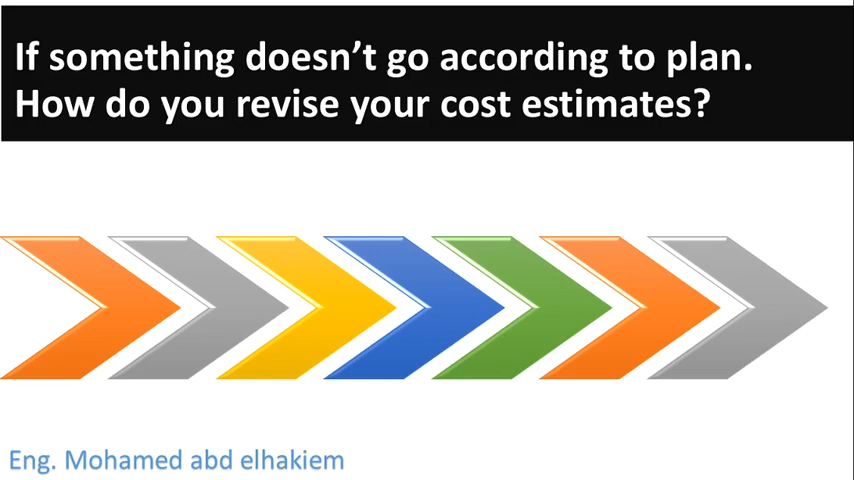 If something doesn’t go according to plan.
How do you revise your cost estimates?
Eng. Mohamed abd elhakiem